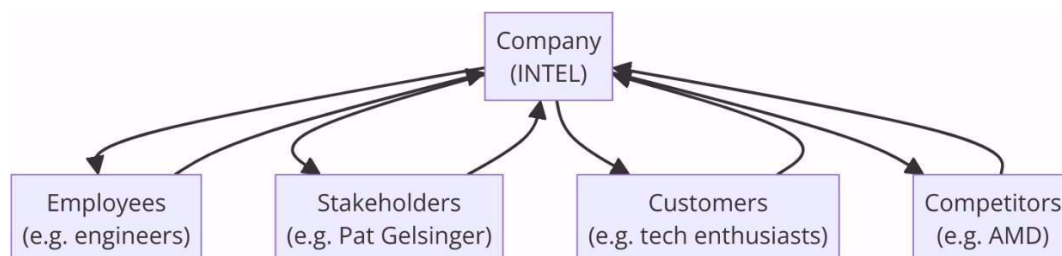 Company
(INTEL)
Employees
(e.g. engineers)
Stakeholders
(e.g. Pat Gelsinger)
Customers
(e.g. tech enthusiasts)
Competitors
(e.g. AMD)